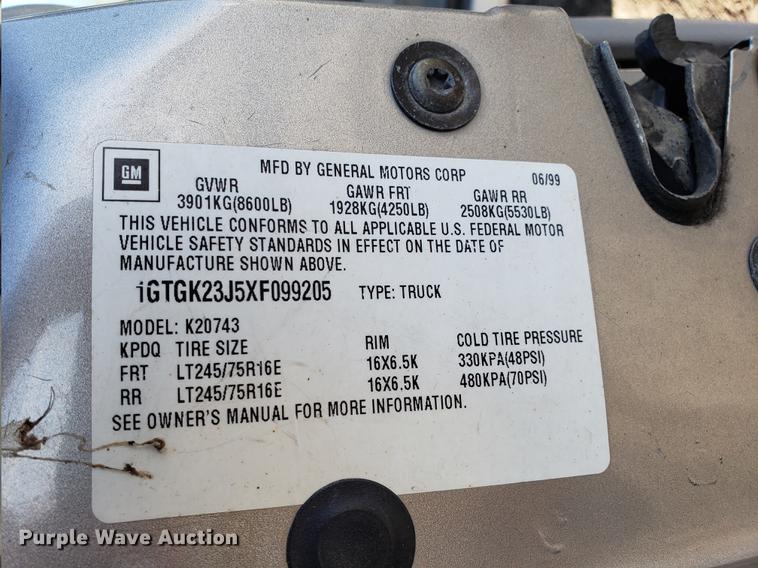 GM
MFD BY GENERAL MOTORS CORP 06/99
GVWR GAWR FRT GAWR RR
3901KG(8600LB) 1928KG(4250LB) 2508KG(5530LB)
THIS VEHICLE CONFORMS TO ALL APPLICABLE U.S. FEDERAL MOTOR
VEHICLE SAFETY STANDARDS IN EFFECT ON THE DATE OF
MANUFACTURE SHOWN ABOVE.
1GTGK23J5XF099205 TYPE: TRUCK
MODEL: K20743
KPDQ TIRE SIZE RIM COLD TIRE PRESSURE
FRT LT245/75R16E 16X6.5K 330KPA(48PSI)
RR LT245/75R16E 16X6.5K 480KPA(70PSI)
SEE OWNER'S MANUAL FOR MORE INFORMATION.
Purple Wave Auction